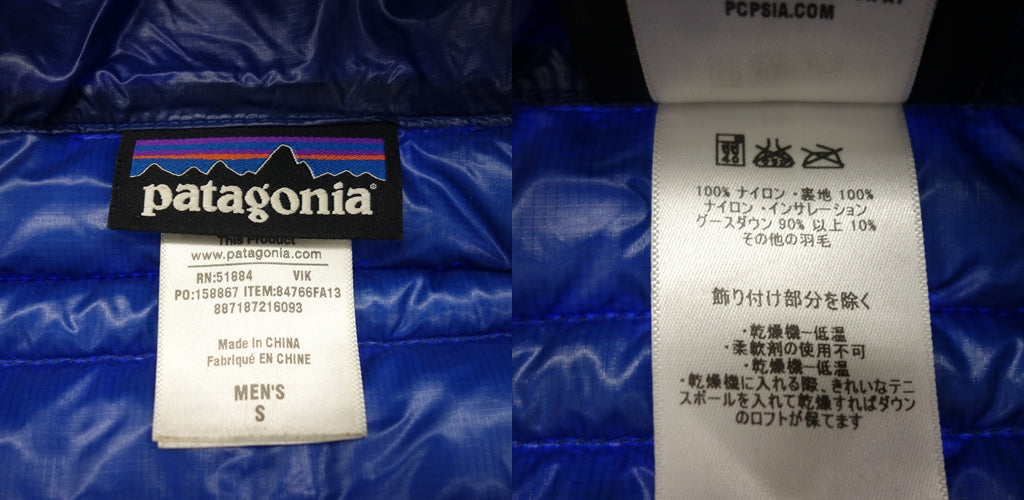 patagonia®
This Product
www.patagonia.com
RN:51884 VIK
PO:158867 ITEM:84766FA13
887187216093
Made in CHINA
Fabriqué EN CHINE
MEN'S
S
PCPSIA.COM
100% ナイロン・裏地 100%
ナイロン・インサレーション
グースダウン 90% 以上 10%
その他の羽毛
飾り付け部分を除く
・乾燥機－低温
・柔軟剤の使用不可
・乾燥機－低温
・乾燥機に入れる際、きれいなテニ
スボールを入れて乾燥すればダウン
のロフトが保てます